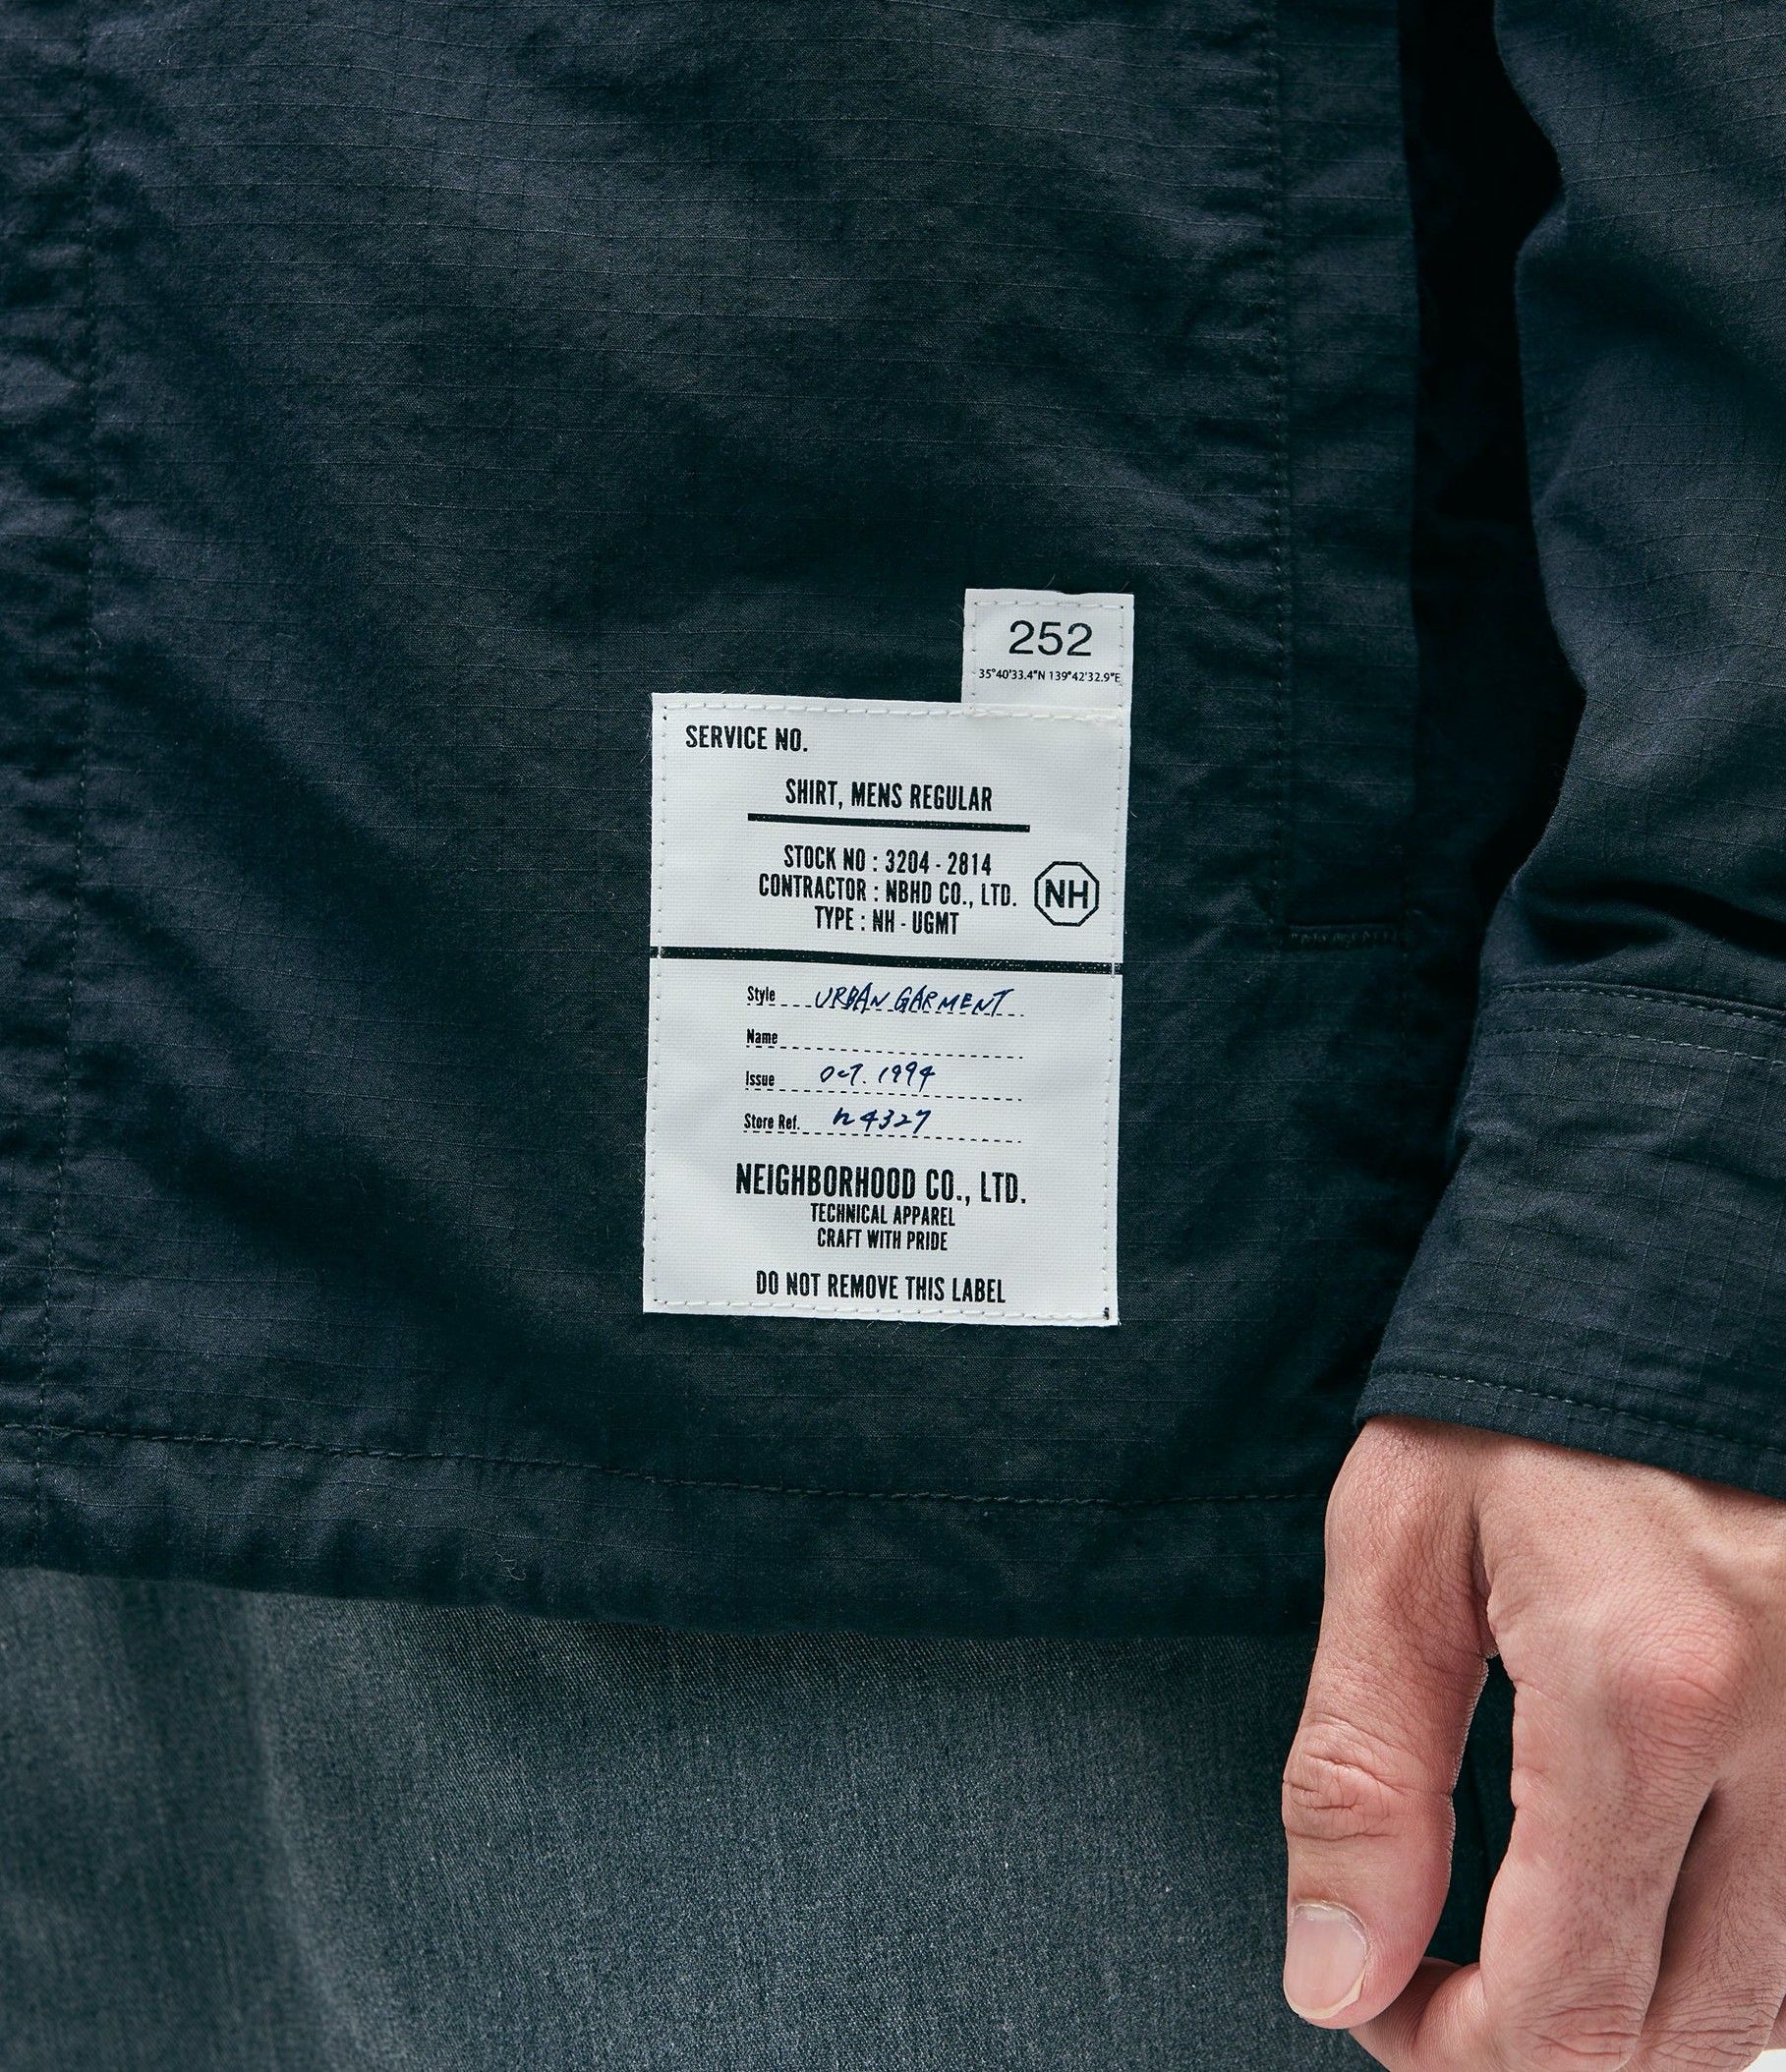 252
35°40'33.4"N 139°42'32.9"E
SERVICE NO.
SHIRT, MENS REGULAR
STOCK NO : 3204 - 2814
CONTRACTOR : NBHD CO., LTD.
NH
TYPE : NH - UGMT
Style URBAN GARMENT
Name
Issue Oct. 1994
Store Ref. n4327
NEIGHBORHOOD CO., LTD.
TECHNICAL APPAREL
CRAFT WITH PRIDE
DO NOT REMOVE THIS LABEL